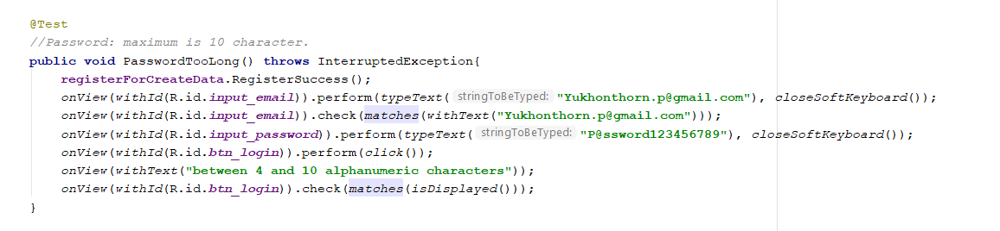 @Test
//Password: maximum is 10 character.
public void PasswordTooLong() throws InterruptedException{
registerForCreateData.RegisterSuccess();
onView(withId(R.id.input_email)).perform(typeText( stringToBeTyped: "Yukhonthorn.p@gmail.com"), closeSoftKeyboard());
onView(withId(R.id.input_email)).check(matches(withText("Yukhonthorn.p@gmail.com")));
onView(withId(R.id.input_password)).perform(typeText( stringToBeTyped: "P@ssword123456789"), closeSoftKeyboard());
onView(withId(R.id.btn_login)).perform(click());
onView(withText("between 4 and 10 alphanumeric characters"));
onView(withId(R.id.btn_login)).check(matches(isDisplayed()));
}